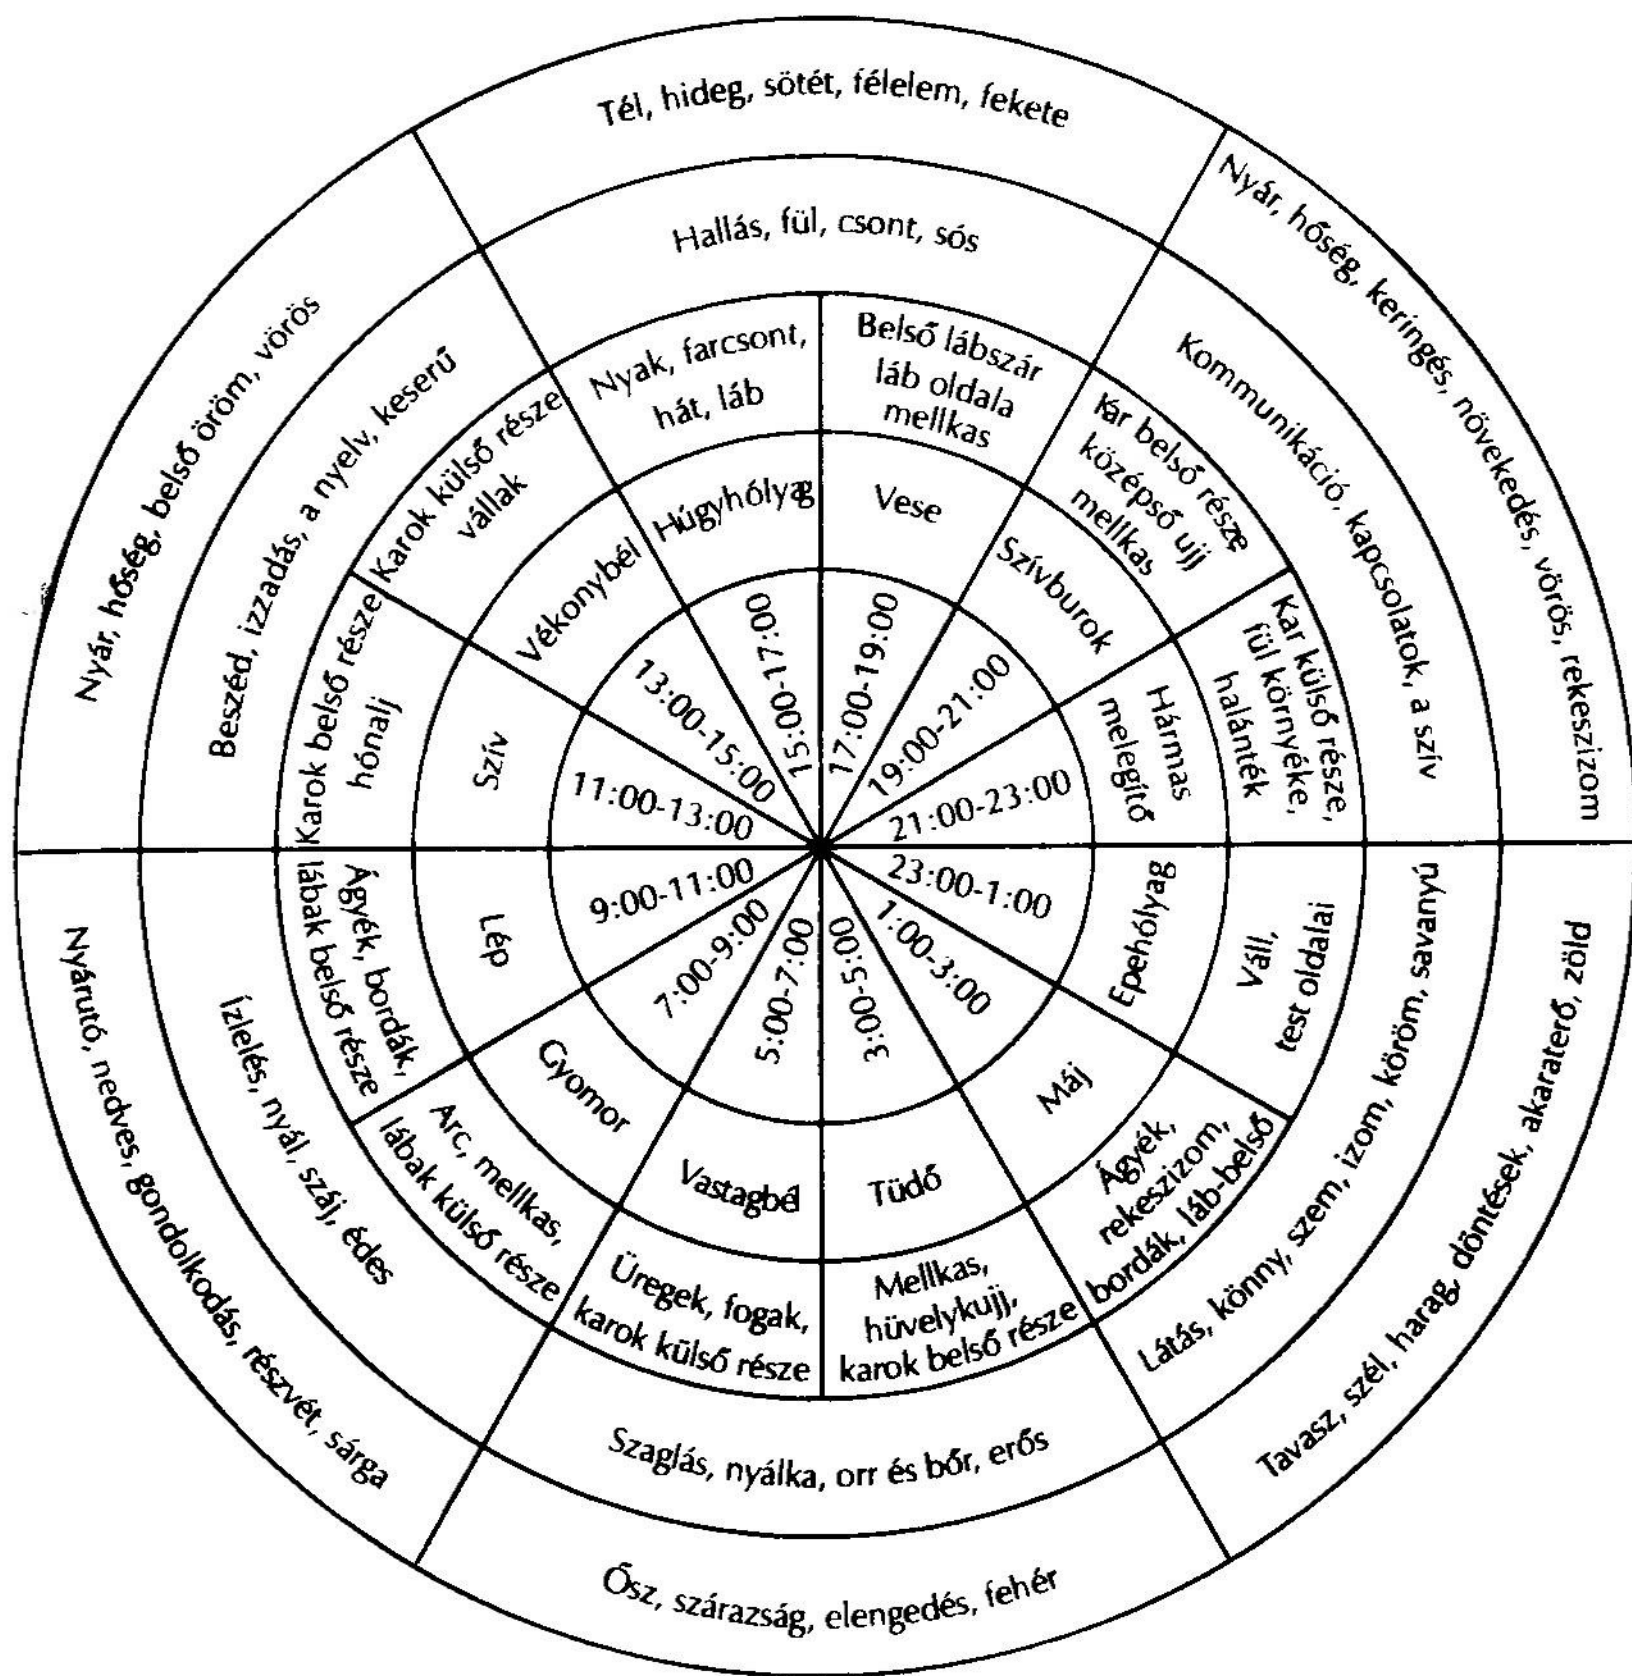 Tél, hideg, sötét, félelem, fekete
Nyár, hőség, keringés, növekedés, vörös, rekeszizom
Tavasz, szél, harag, döntések, akaraterő, zöld
Ősz, szárazság, elengedés, fehér
Nyárutó, nedves, gondolkodás, részvét, sárga
Nyár, hőség, belső öröm, vörös
Hallás, fül, csont, sós
Kommunikáció, kapcsolatok, a szív
Látás, könny, szem, izom, köröm, savanyú
Szaglás, nyálka, orr és bőr, erős
Ízlelés, nyál, száj, édes
Beszéd, izzadás, a nyelv, keserű
Nyak, farcsont,
hát, láb
Belső lábszár
láb oldala
mellkas
Kar belső része
középső ujj
mellkas
Kar külső része,
fül környéke,
halánték
Váll,
test oldalai
Ágyék,
rekeszizom,
bordák, láb-belső
Mellkas,
hüvelykujj,
karok belső része
Üregek, fogak,
karok külső része
Arc, mellkas,
lábak külső része
Ágyék, bordák,
lábak belső része
Karok belső része
hónalj
Karok külső része
vállak
Húgyhólyag
Vese
Szívburok
Hármas
melegítő
Epehólyag
Máj
Tüdő
Vastagbél
Gyomor
Lép
Szív
Vékonybél
15:00-17:00
17:00-19:00
19:00-21:00
21:00-23:00
23:00-1:00
1:00-3:00
3:00-5:00
5:00-7:00
7:00-9:00
9:00-11:00
11:00-13:00
13:00-15:00